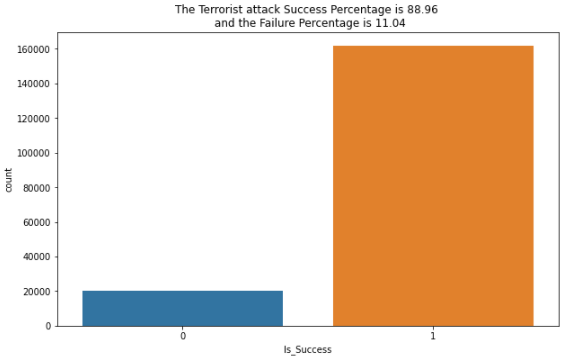 The Terrorist attack Success Percentage is 88.96
and the Failure Percentage is 11.04
160000
140000
120000
100000
80000
60000
40000
20000
0
count
0 1
Is_Success